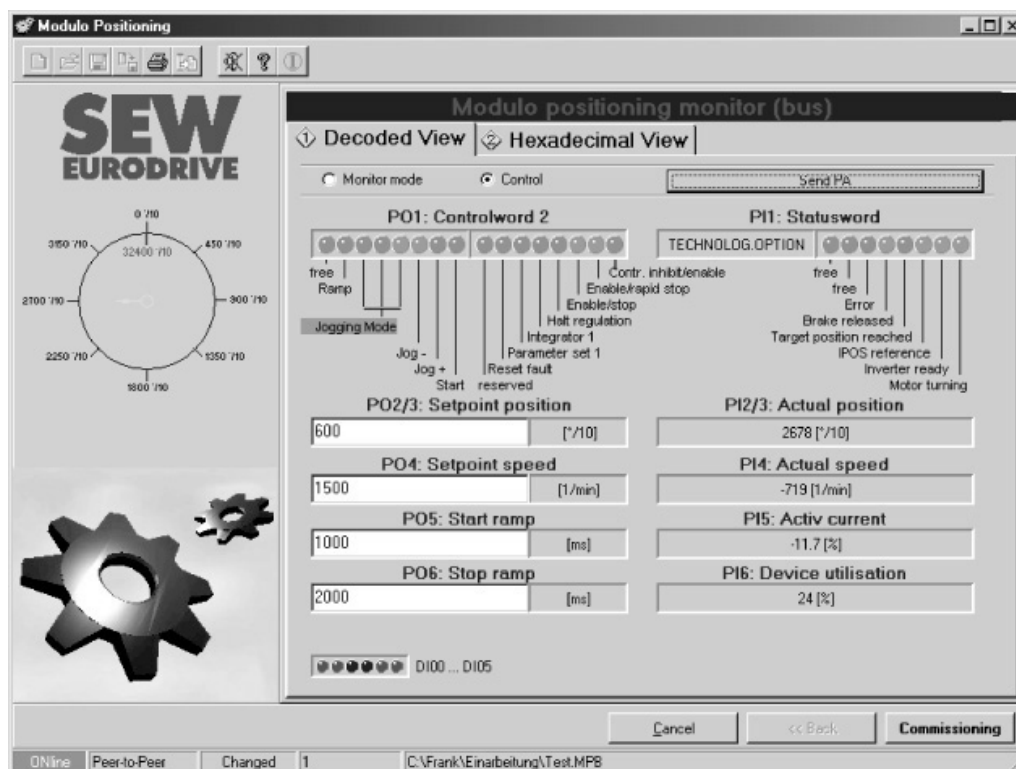 Modulo Positioning
SEW
EURODRIVE
0 °/10
32400 °/10
450 °/10
900 °/10
1350 °/10
1800 °/10
2250 °/10
2700 °/10
3150 °/10
Modulo positioning monitor (bus)
1 Decoded View
2 Hexadecimal View
Monitor mode
Control
Send PA
PO1: Controlword 2
free
Ramp
Jogging Mode
Jog -
Jog +
Start
reserved
Reset fault
Parameter set 1
Integrator 1
Halt regulation
Enable/stop
Enable/rapid stop
Contr. inhibit/enable
PI1: Statusword
TECHNOLOG.OPTION
free
free
Error
Brake released
Target position reached
IPOS reference
Inverter ready
Motor turning
PO2/3: Setpoint position
600 [°/10]
PI2/3: Actual position
2678 [°/10]
PO4: Setpoint speed
1500 [1/min]
PI4: Actual speed
-719 [1/min]
PO5: Start ramp
1000 [ms]
PI5: Activ current
-11.7 [%]
PO6: Stop ramp
2000 [ms]
PI6: Device utilisation
24 [%]
DI00 ... DI05
Cancel
<< Back
Commissioning
ONline Peer-to-Peer Changed 1 C:\Frank\Einarbeitung\Test.MPB